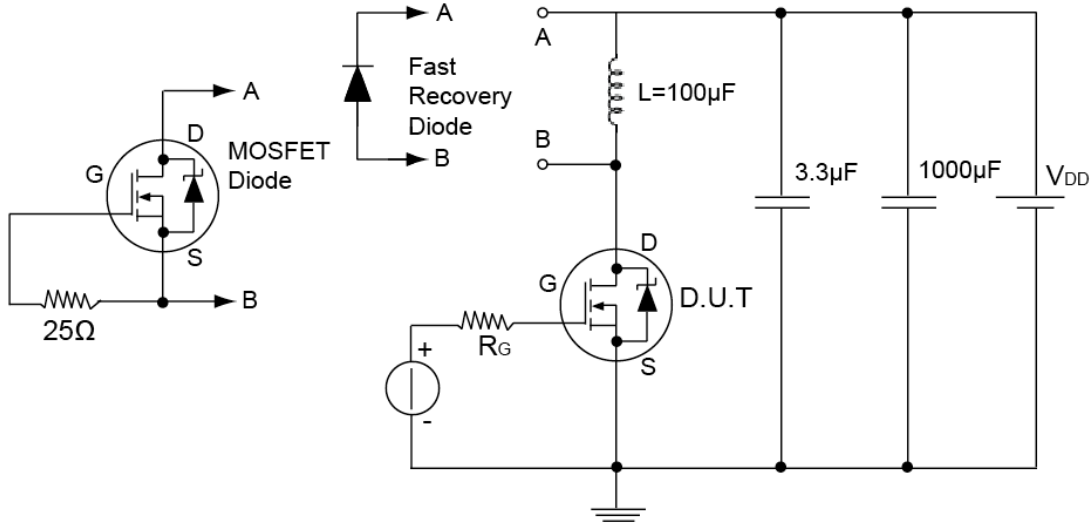 A
D
G
MOSFET
Diode
S
B
25Ω
A
Fast
Recovery
Diode
B
A
L=100µF
B
3.3µF
1000µF
VDD
D
G
D.U.T
S
RG
+
-